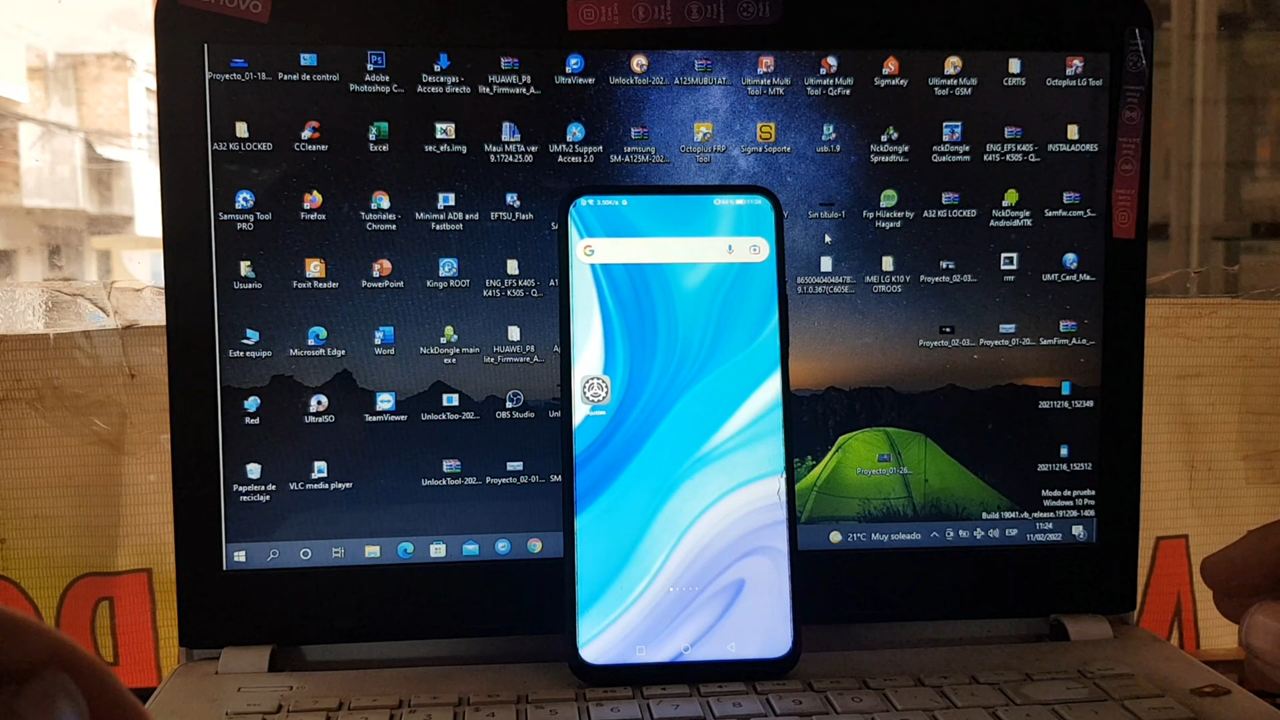 Lenovo
Proyecto_01-18...
Panel de control
Adobe
Photoshop C...
Descargas -
Acceso directo
HUAWEI_P8
lite_Firmware_A...
UltraViewer
UnlockTool-202...
A125MUBU1AT...
Ultimate Multi
Tool - MTK
Ultimate Multi
Tool - QcFire
SigmaKey
Ultimate Multi
Tool - GSM
CERTIS
Octoplus LG Tool
A32 KG LOCKED
CCleaner
Excel
sec_efs.img
Maui META ver
9.1724.25.00
UMTv2 Support
Access 2.0
samsung
SM-A125M-202...
Octoplus FRP
Tool
Sigma Soporte
usb.1.9
NckDongle
Spreadtru...
nckDongle
Qualcomm
ENG_EFS K40S -
K41S - K50S - Q...
INSTALADORES
Samsung Tool
PRO
Firefox
Tutoriales -
Chrome
Minimal ADB and
Fastboot
EFTSU_Flash
Sin título-1
Frp HiJacker by
Hagard
A32 KG LOCKED
NckDongle
AndroidMTK
Samfw.com_S...
Usuario
Foxit Reader
PowerPoint
Kingo ROOT
ENG_EFS K40S -
K41S - K50S - Q...
IMEI LG K10 Y
OTROOS
Proyecto_02-03...
UMT_Card_Ma...
Este equipo
Microsoft Edge
Word
NckDongle main
exe
HUAWEI_P8
lite_Firmware_A...
Proyecto_02-03...
Proyecto_01-20...
SamFirm_A.i.o_...
Red
UltraISO
TeamViewer
UnlockToo-202...
OBS Studio
20211216_152349
Papelera de
reciclaje
VLC media player
UnlockTool-202...
Proyecto_02-01...
Proyecto_01-26...
20211216_152512
Modo de prueba
Windows 10 Pro
Build 19041.vb_release.191206-1406
21°C Muy soleado
ESP
11:24
11/02/2022